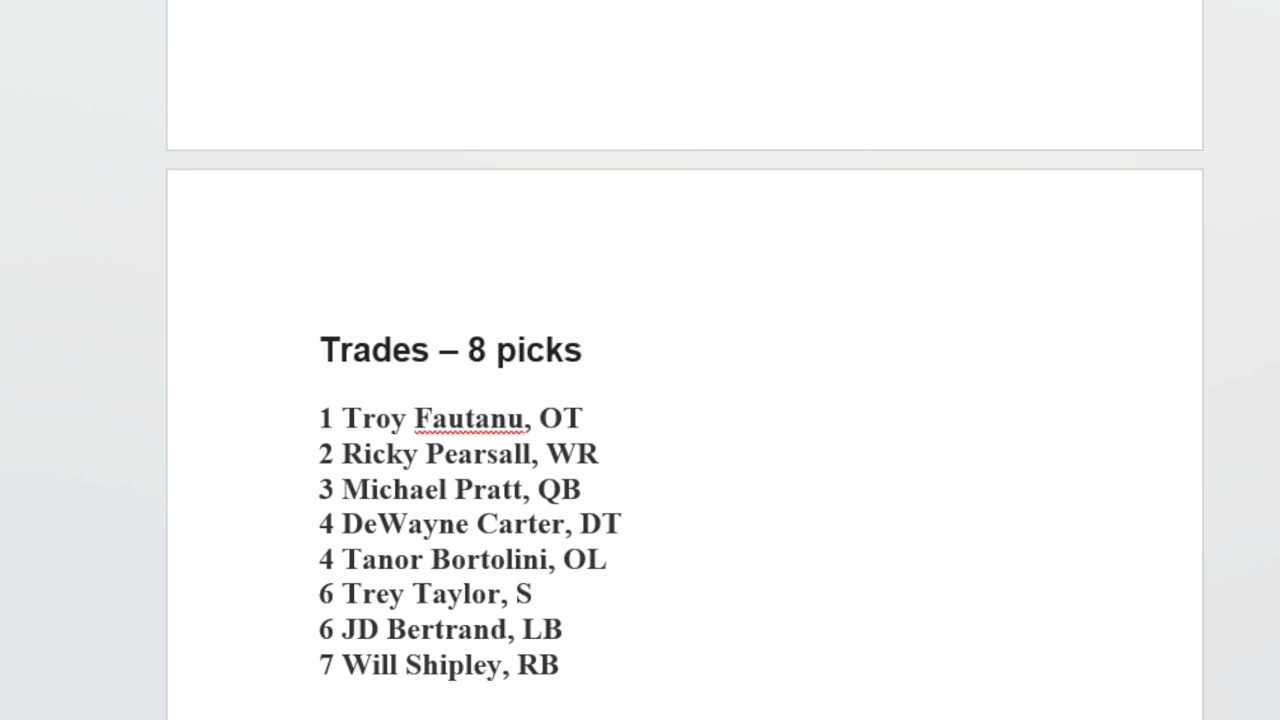 Trades – 8 picks
1 Troy Fautanu, OT
2 Ricky Pearsall, WR
3 Michael Pratt, QB
4 DeWayne Carter, DT
4 Tanor Bortolini, OL
6 Trey Taylor, S
6 JD Bertrand, LB
7 Will Shipley, RB